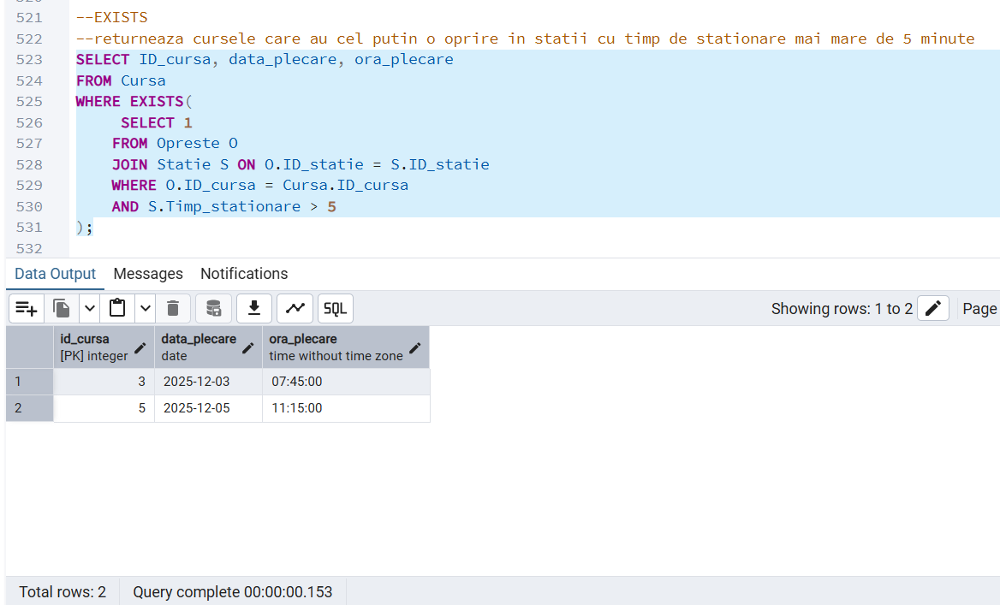 521 --EXISTS
522 --returneaza cursele care au cel putin o oprire in statii cu timp de stationare mai mare de 5 minute
523 SELECT ID_cursa, data_plecare, ora_plecare
524 FROM Cursa
525 WHERE EXISTS(
526 SELECT 1
527 FROM Opreste O
528 JOIN Statie S ON O.ID_statie = S.ID_statie
529 WHERE O.ID_cursa = Cursa.ID_cursa
530 AND S.Timp_stationare > 5
531 );
532
Data Output Messages Notifications
SQL Showing rows: 1 to 2 Page
id_cursa data_plecare ora_plecare
[PK] integer date time without time zone
1 3 2025-12-03 07:45:00
2 5 2025-12-05 11:15:00
Total rows: 2 Query complete 00:00:00.153